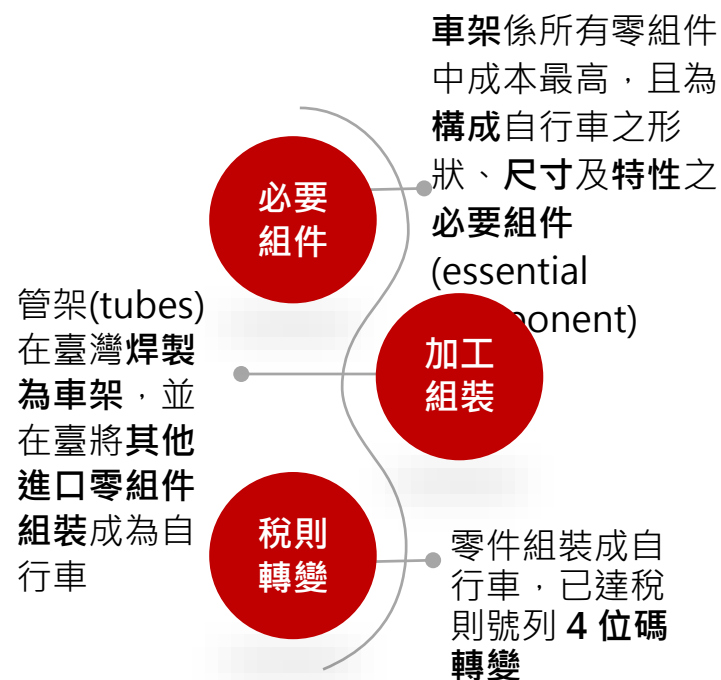 車架係所有零組件
中成本最高，且為
構成自行車之形
狀、尺寸及特性之
必要組件
(essential
ponent)
必要
組件
管架(tubes)
在臺灣焊製
為車架，並
在臺將其他
進口零組件
組裝成為自
行車
加工
組裝
稅則
轉變
零件組裝成自
行車，已達稅
則號列 4 位碼
轉變